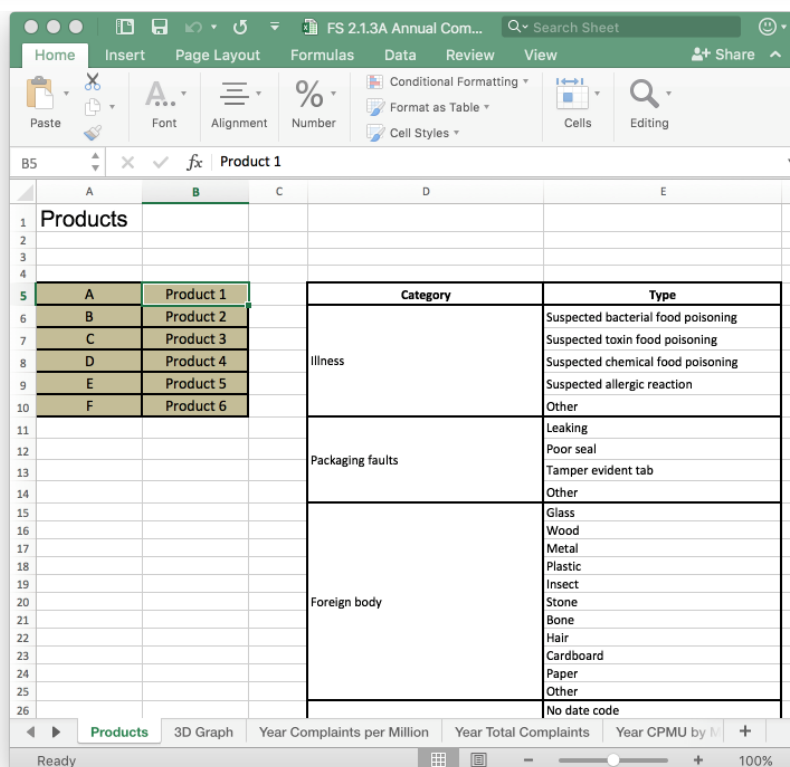 FS 2.1.3A Annual Com...
Search Sheet
Home Insert Page Layout Formulas Data Review View Share
Paste
Font
Alignment
%
Number
Conditional Formatting
Format as Table
Cell Styles
Cells
Editing
B5 fx Product 1
A B C D E
1 Products
2
3
4
5 A Product 1 Category Type
6 B Product 2 Suspected bacterial food poisoning
7 C Product 3 Suspected toxin food poisoning
8 D Product 4 Illness Suspected chemical food poisoning
9 E Product 5 Suspected allergic reaction
10 F Product 6 Other
11 Leaking
12 Poor seal
Packaging faults
13 Tamper evident tab
14 Other
15 Glass
16 Wood
17 Metal
18 Plastic
19 Insect
20 Foreign body Stone
21 Bone
22 Hair
23 Cardboard
24 Paper
25 Other
26 No date code
Products 3D Graph Year Complaints per Million Year Total Complaints Year CPMU by M
Ready 100%